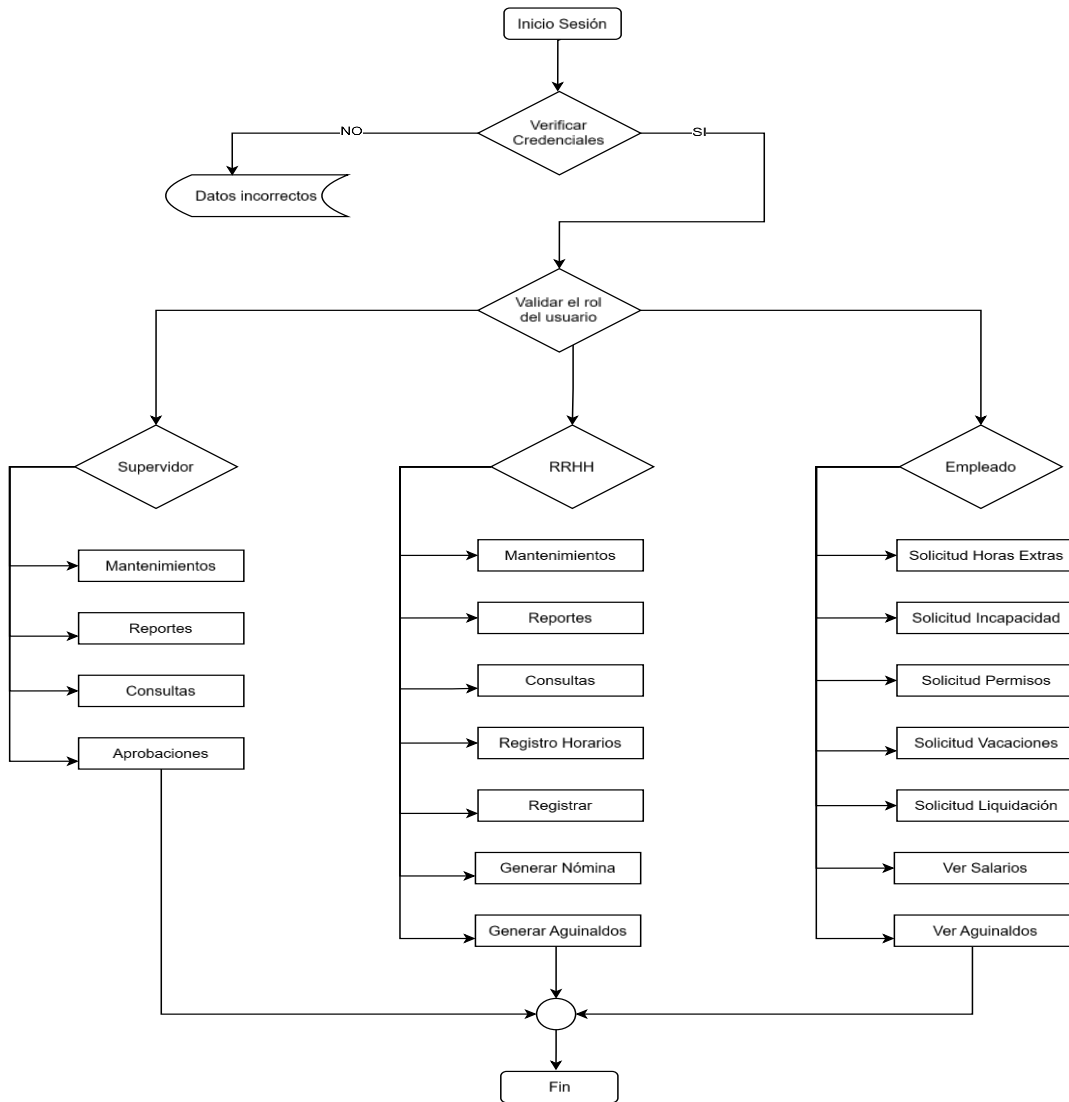 Inicio Sesión
Verificar
Credenciales
NO
SI
Datos incorrectos
Validar el rol
del usuario
Supervidor
RRHH
Empleado
Mantenimientos
Reportes
Consultas
Aprobaciones
Mantenimientos
Reportes
Consultas
Registro Horarios
Registrar
Generar Nómina
Generar Aguinaldos
Solicitud Horas Extras
Solicitud Incapacidad
Solicitud Permisos
Solicitud Vacaciones
Solicitud Liquidación
Ver Salarios
Ver Aguinaldos
Fin